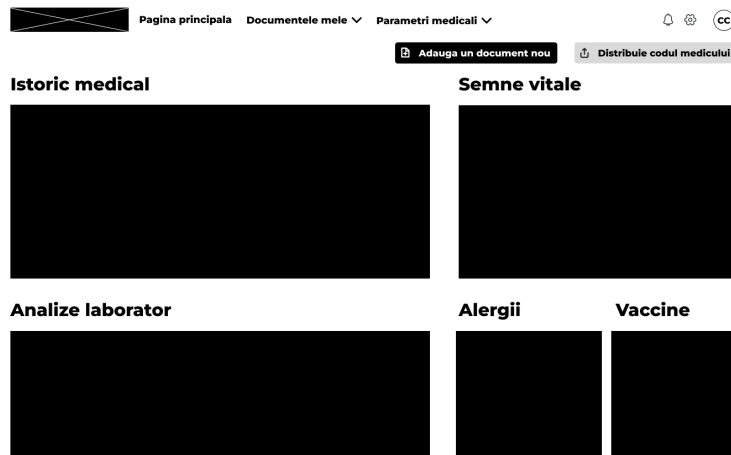 Pagina principala Documentele mele Parametri medicali CC
Adauga un document nou Distribuie codul medicului
Istoric medical Semne vitale
Analize laborator Alergii Vaccine